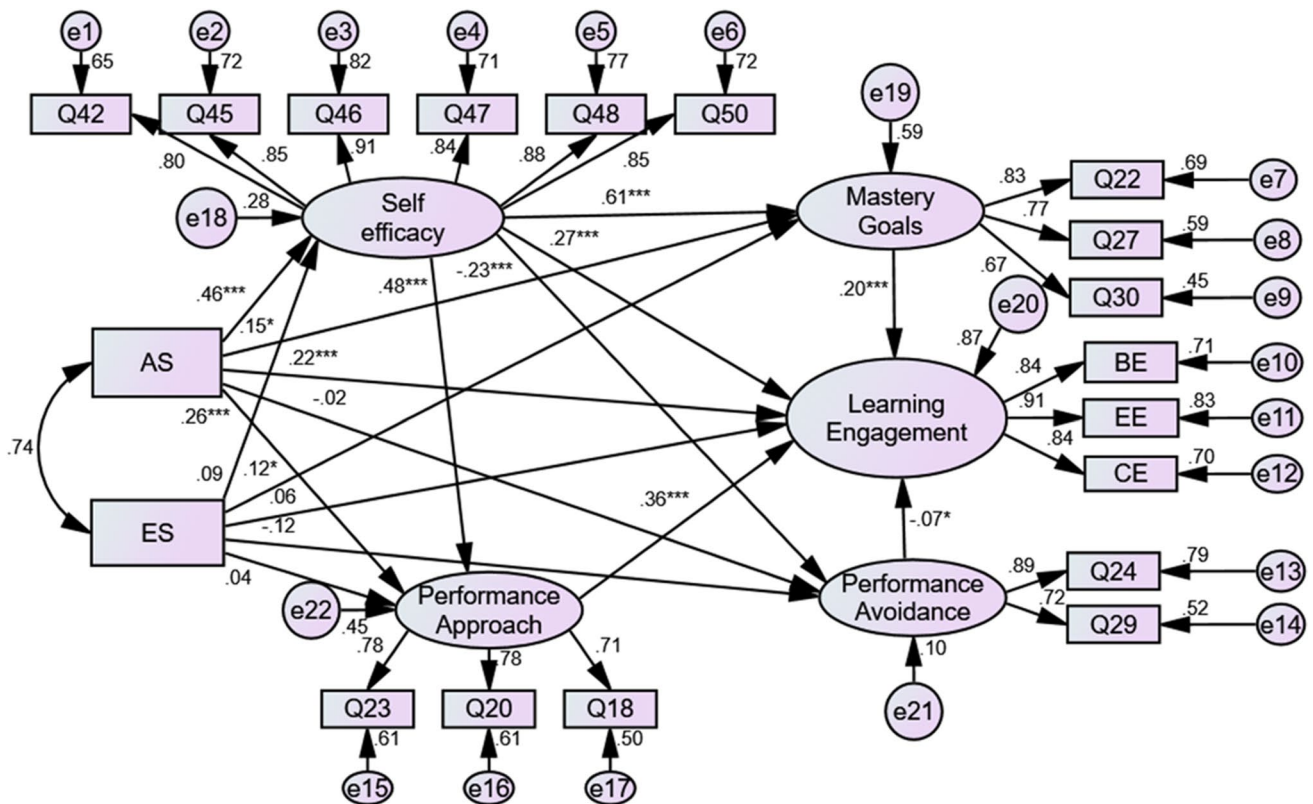 e1
e2
e3
e4
e5
e6
.65
.72
.82
.71
.77
.72
Q42
Q45
Q46
Q47
Q48
Q50
.80
.85
.91
.84
.88
.85
e18
.28
Self
efficacy
e19
.59
Mastery
Goals
.83
.77
.67
Q22
.69
e7
Q27
.59
e8
Q30
.45
e9
.61***
.27***
-.23***
.48***
.46***
.15*
.20***
e20
.87
AS
.22***
-.02
.26***
.74
Learning
Engagement
.84
.91
.84
BE
.71
e10
EE
.83
e11
CE
.70
e12
ES
.09
.12*
.06
-.12
.04
.36***
-.07*
e22
.45
Performance
Approach
Performance
Avoidance
.89
.72
Q24
.79
e13
Q29
.52
e14
.10
e21
.78
.78
.71
Q23
Q20
Q18
.61
.61
.50
e15
e16
e17